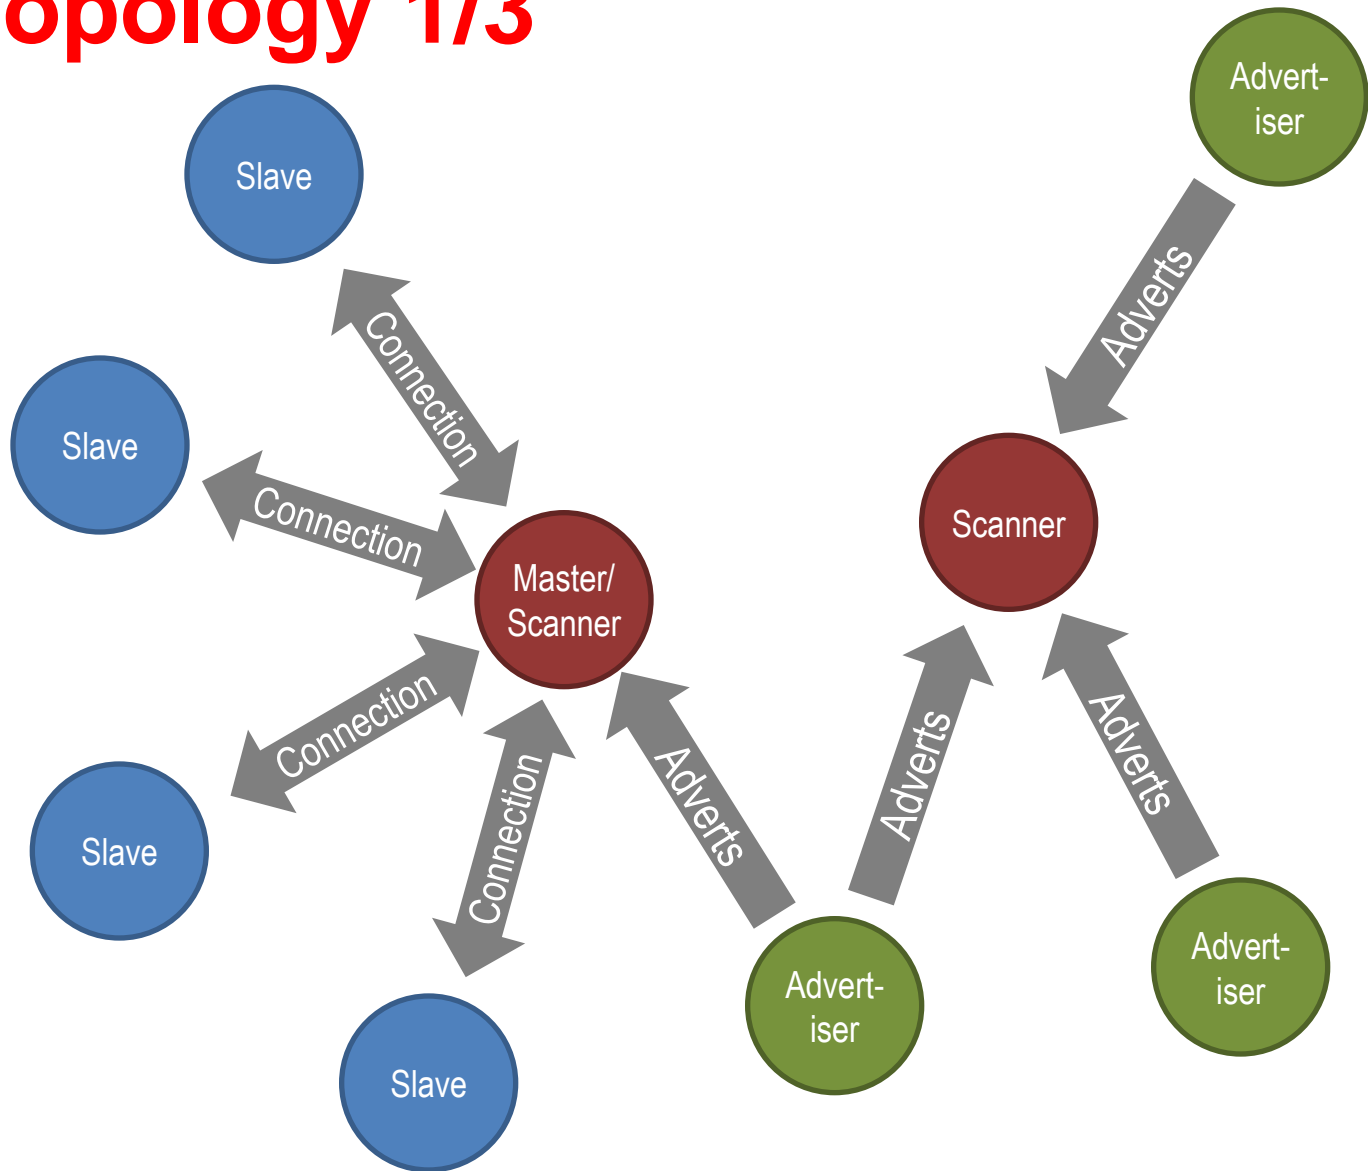 opology 1/3
Advert-
iser
Slave
Adverts
Connection
Slave
Connection
Scanner
Master/
Scanner
Connection
Connection
Adverts
Adverts
Adverts
Slave
Advert-
iser
Advert-
iser
Slave